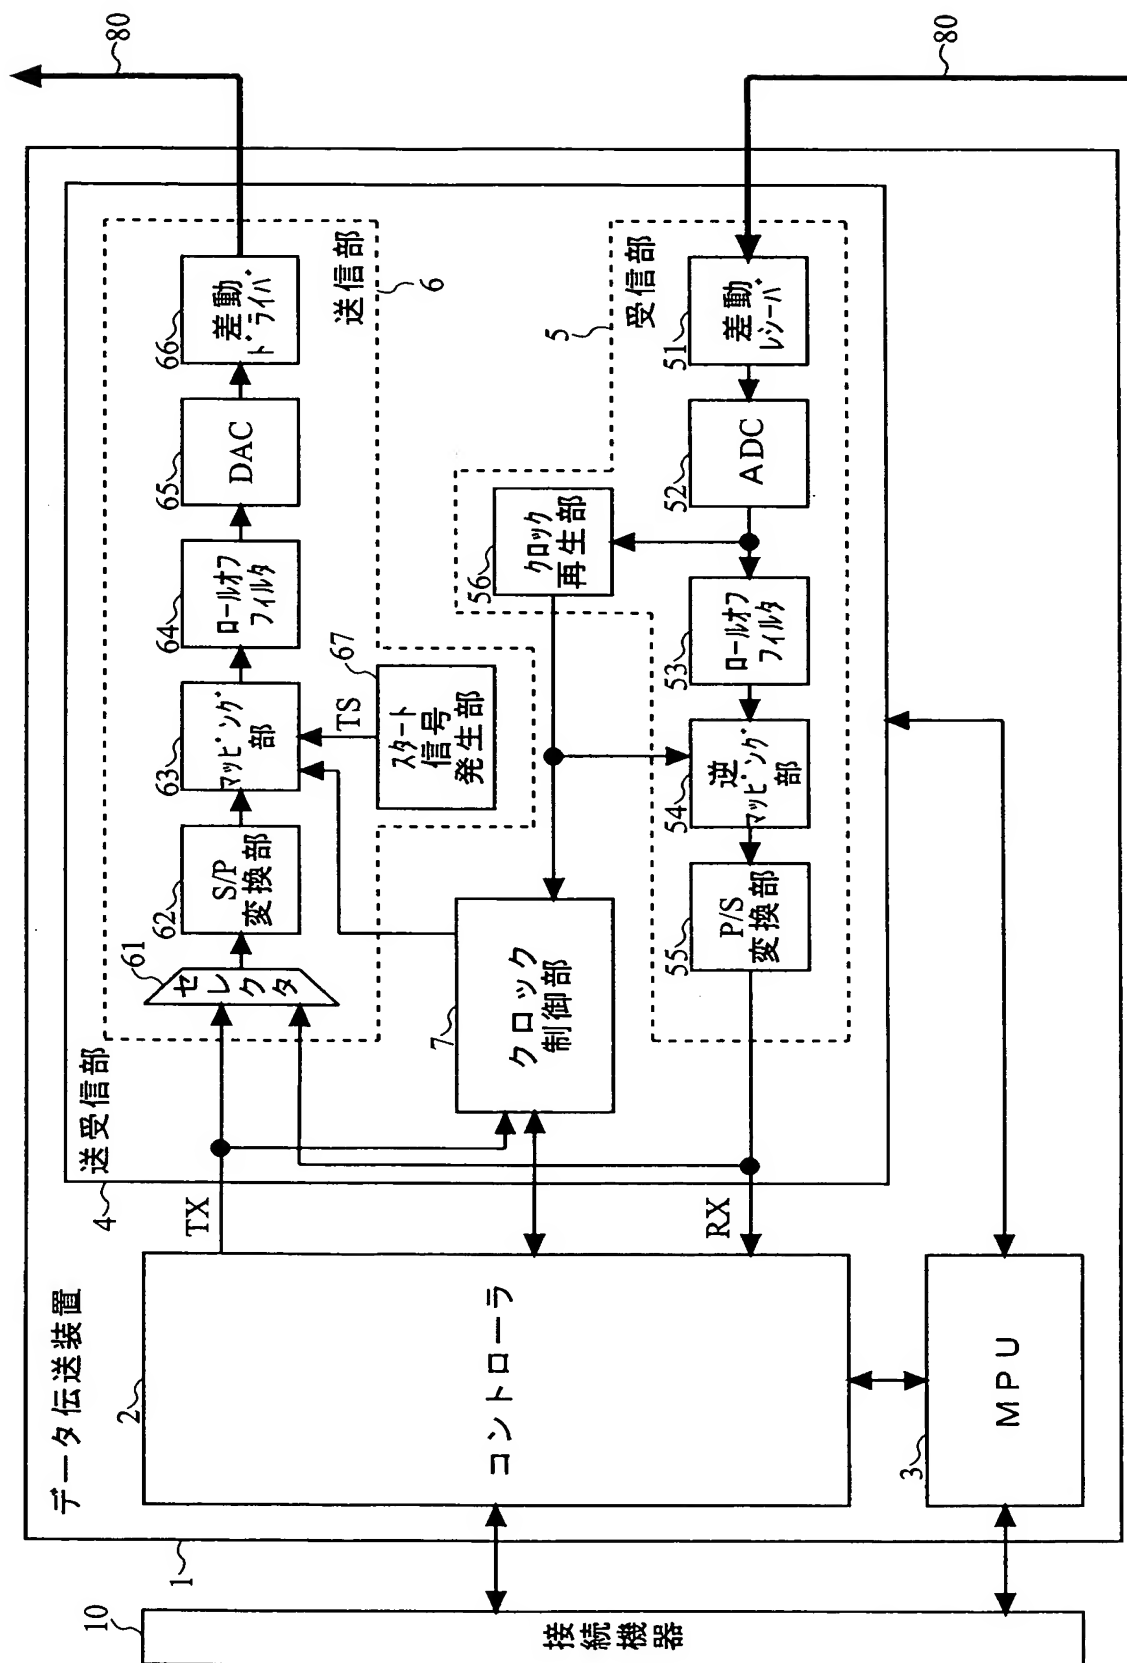 データ伝送装置
1
10
接続機器
2
コントローラ
3
MPU
4
送受信部
TX
RX
61
セレクタ
62
S/P
変換部
63
マッピング
部
64
ロールオフ
フィルタ
65
DAC
66
差動
ドライバ
送信部
6
TS
67
スタート
信号
発生部
7
クロック
制御部
56
クロック
再生部
5
受信部
55
P/S
変換部
54
逆
マッピング
部
53
ロールオフ
フィルタ
52
ADC
51
差動
レシーバ
80
80